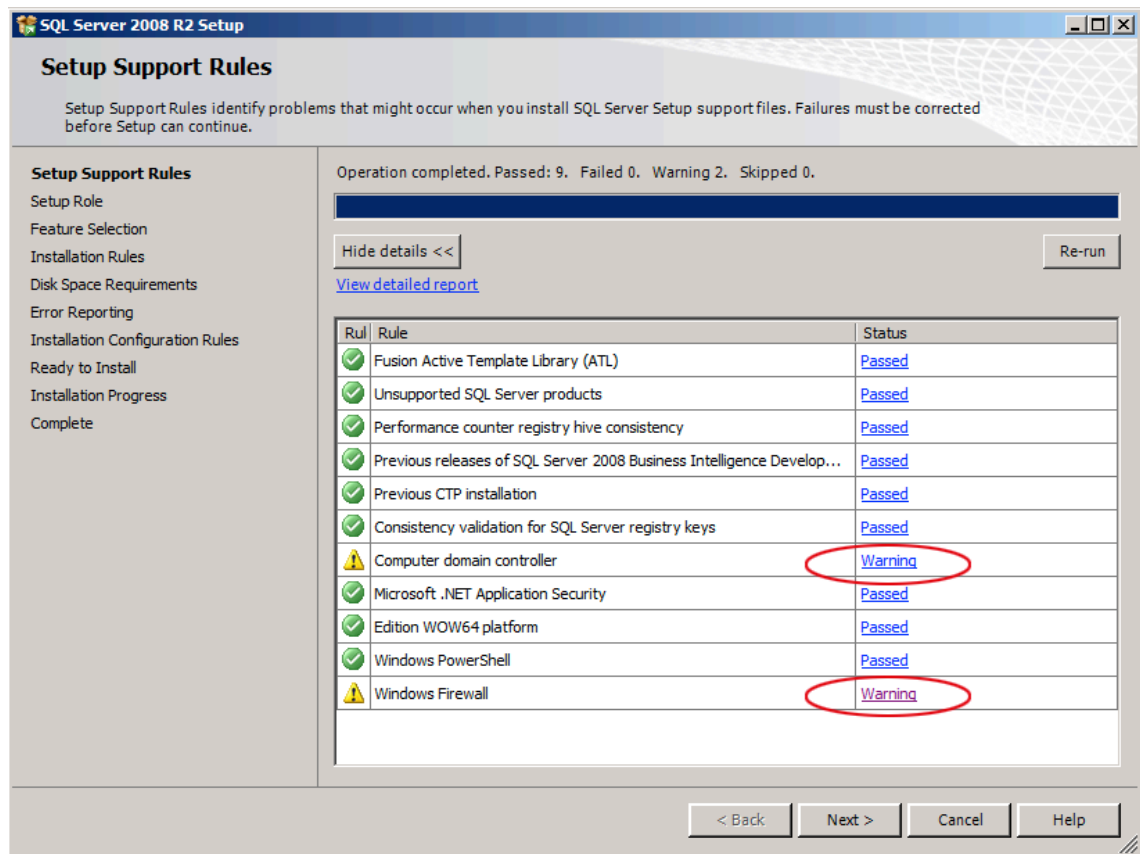 SQL Server 2008 R2 Setup
Setup Support Rules
Setup Support Rules identify problems that might occur when you install SQL Server Setup support files. Failures must be corrected
before Setup can continue.
Setup Support Rules
Setup Role
Feature Selection
Installation Rules
Disk Space Requirements
Error Reporting
Installation Configuration Rules
Ready to Install
Installation Progress
Complete
Operation completed. Passed: 9. Failed 0. Warning 2. Skipped 0.
Hide details <<
Re-run
View detailed report
Rul Rule Status
Fusion Active Template Library (ATL) Passed
Unsupported SQL Server products Passed
Performance counter registry hive consistency Passed
Previous releases of SQL Server 2008 Business Intelligence Develop... Passed
Previous CTP installation Passed
Consistency validation for SQL Server registry keys Passed
Computer domain controller Warning
Microsoft .NET Application Security Passed
Edition WOW64 platform Passed
Windows PowerShell Passed
Windows Firewall Warning
< Back Next > Cancel Help